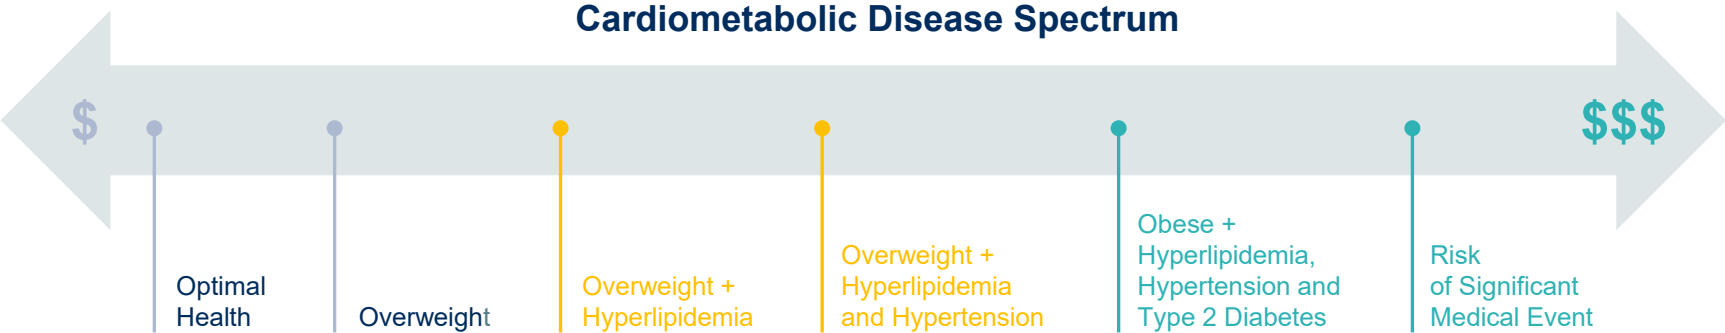 Cardiometabolic Disease Spectrum
$
$$$
Optimal
Health
Overweight
Overweight +
Hyperlipidemia
Overweight +
Hyperlipidemia
and Hypertension
Obese +
Hyperlipidemia,
Hypertension and
Type 2 Diabetes
Risk
of Significant
Medical Event